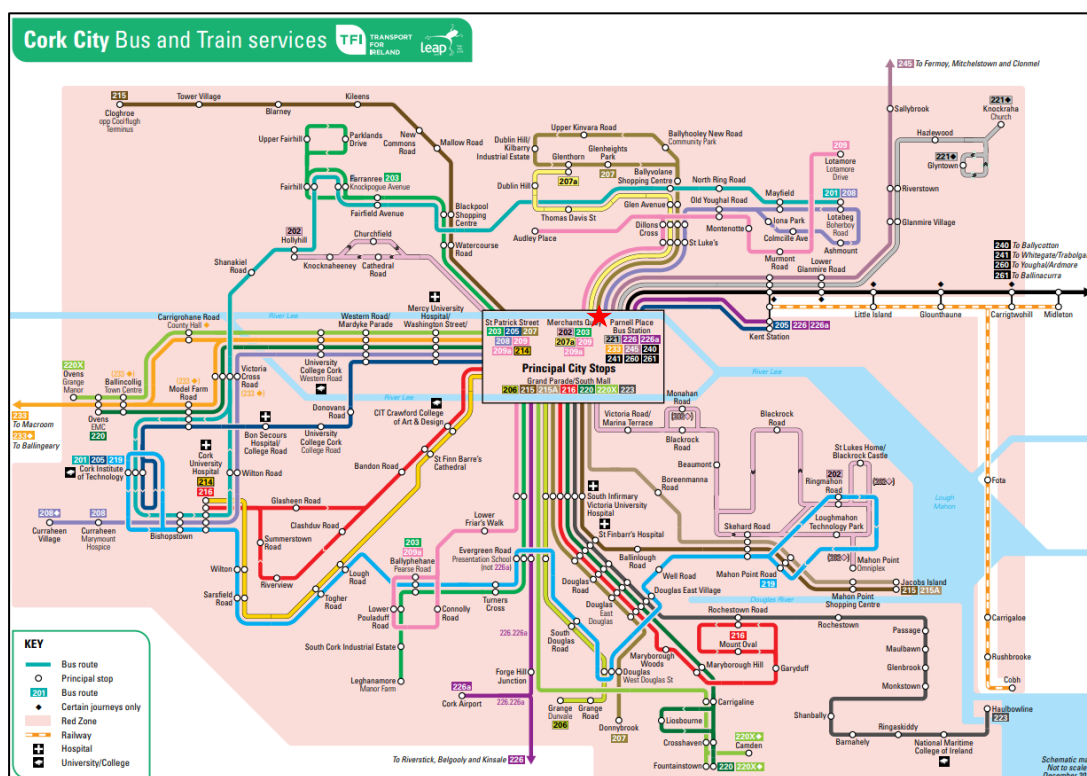 Cork City Bus and Train services
TFI
TRANSPORT
FOR
IRELAND
leap
215
Cloghroe
opp Coolflugh
Terminus
Tower Village
Blarney
Kileens
New
Commons
Road
Mallow Road
Upper Fairhill
Parklands
Drive
Fairhill
Farranree 203
Knockpogue Avenue
Fairfield Avenue
Blackpool
Shopping
Centre
Watercourse
Road
202
Hollyhill
Churchfield
Knocknaheeney
Cathedral
Road
Shanakiel
Road
Dublin Hill/
Kilbarry
Industrial Estate
Upper Kinvara Road
Glenthorn
207a
Glenheights
Park
207
Ballyhooley New Road
Community Park
Ballyvolane
Shopping Centre
Dublin Hill
Thomas Davis St
Glen Avenue
North Ring Road
Old Youghal Road
Mayfield
201 208
Lotabeg
Boherboy
Road
209
Lotamore
Lotamore
Drive
Iona Park
Colmcille Ave
Ashmount
Audley Place
Dillons
Cross
St Luke's
Montenotte
Murmont
Road
Lower
Glanmire Road
245 To Fermoy, Mitchelstown and Clonmel
Sallybrook
Hazlewood
221◆
Knockraha
Church
221◆
Glyntown
Riverstown
Glanmire Village
240 To Ballycotton
241 To Whitegate/Trabolgan
260 To Youghal/Ardmore
261 To Ballinacurra
Little Island
Glounthaune
Carrigtwohill
Midleton
205 226 226a
Kent Station
River Lee
Mercy University
Hospital/
Washington Street/
Western Road/
Mardyke Parade
Carrigrohane Road
County Hall ◆
220X
Ovens
Grange
Manor
(233 ◆)
Ballincollig
Town Centre
(233 ◆)
Model Farm
Road
Victoria
Cross
Road
(233 ◆)
University
College Cork
Western Road
River Lee
Ovens
EMC
220
233
To Macroom
233◆
To Ballingeary
Donovans
Road
Bon Secours
Hospital/
College Road
University
College Cork
College Road
CIT Crawford College
of Art & Design
St Finn Barre's
Cathedral
201 205 219
Cork Institute
of Technology
Cork
University
Hospital
214
216
Wilton Road
Bandon Road
208◆
Curraheen
Village
208
Curraheen
Marymount
Hospice
Bishopstown
Glasheen Road
Clashduv Road
Summerstown
Road
Riverview
Wilton
Sarsfield
Road
Togher
Road
Lough
Road
St Patrick Street
203 205 207
208 209
209a 214
Merchants Quay
202 203
207a 209
209a
Parnell Place
Bus Station
221 226 226a
233 245 240
241 260 261
Principal City Stops
Grand Parade/South Mall
206 215 215A 216 220 220X 223
River Lee
Monahan
Road
Victoria Road/
Marina Terrace
Blackrock
Road
Blackrock
Road
Beaumont
St Lukes Home/
Blackrock Castle
202
Ringmahon
Road
Loughmahon
Technology Park
Boreenmanna
Road
Skehard Road
Mahon Point Road
219
Mahon Point
Omniplex
Jacobs Island
215 215A
Mahon Point
Shopping Centre
Lough
Mahon
Douglas River
Fota
Carrigaloe
Rushbrooke
Cobh
Haulbowline
223
South Infirmary
Victoria University
Hospital
St Finbarr's Hospital
Ballinlough
Road
Well Road
Douglas East Village
Lower
Friar's Walk
203
209a
Ballyphehane
Pearse Road
Evergreen Road
Presentation School
(not 226a)
Turners
Cross
Connolly
Road
Lower
Pouladuff
Road
South Cork Industrial Estate
Leghanamore
Manor Farm
226.226a
Forge Hill
Junction
226.226a
226a
Cork Airport
To Riverstick, Belgooly and Kinsale 226
Douglas
Road
Douglas
East
Douglas
South
Douglas
Road
Douglas
West Douglas St
Grange
Dunvale
206
Grange
Road
Donnybrook
207
Maryborough
Woods
Maryborough Hill
Rochestown Road
216
Mount Oval
Garyduff
Rochestown
Passage
Maulbawn
Glenbrook
Monkstown
Shanbally
Barnahely
Ringaskiddy
National Maritime
College of Ireland
Carrigaline
Liosbourne
Crosshaven
220X◆
Camden
Fountainstown
220 220X◆
KEY
Bus route
Principal stop
201 Bus route
◆ Certain journeys only
Red Zone
Railway
Hospital
University/College
Schematic ma
Not to scale